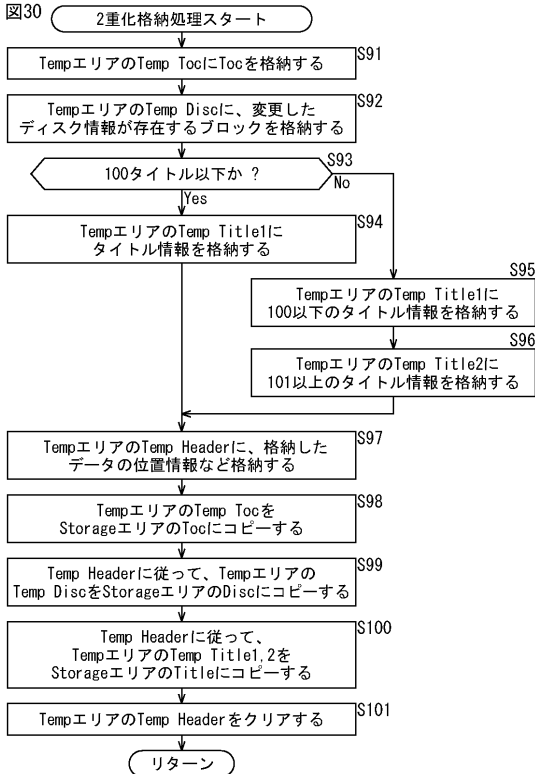 図30
2重化格納処理スタート
S91
TempエリアのTemp TocにTocを格納する
S92
TempエリアのTemp Discに、変更した
ディスク情報が存在するブロックを格納する
S93
100タイトル以下か ?
No
Yes
S94
TempエリアのTemp Title1に
タイトル情報を格納する
S95
TempエリアのTemp Title1に
100以下のタイトル情報を格納する
S96
TempエリアのTemp Title2に
101以上のタイトル情報を格納する
S97
TempエリアのTemp Headerに、格納した
データの位置情報など格納する
S98
TempエリアのTemp Tocを
StorageエリアのTocにコピーする
S99
Temp Headerに従って、Tempエリアの
Temp DiscをStorageエリアのDiscにコピーする
S100
Temp Headerに従って、
TempエリアのTemp Title1,2を
StorageエリアのTitleにコピーする
S101
TempエリアのTemp Headerをクリアする
リターン